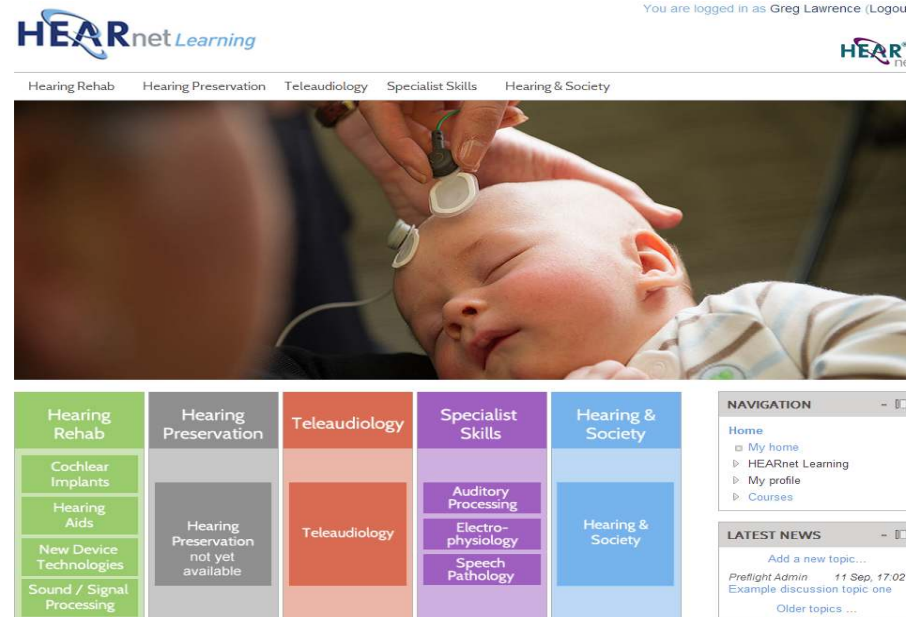 You are logged in as Greg Lawrence (Logou
HEARnet Learning
HEAR
Hearing Rehab Hearing Preservation Teleaudiology Specialist Skills Hearing & Society
Hearing
Rehab
Cochlear
Implants
Hearing
Aids
New Device
Technologies
Sound / Signal
Processing
Hearing
Preservation
Hearing
Preservation
not yet
available
Teleaudiology
Teleaudiology
Specialist
Skills
Auditory
Processing
Electro-
physiology
Speech
Pathology
Hearing &
Society
Hearing &
Society
NAVIGATION
Home
My home
HEARnet Learning
My profile
Courses
LATEST NEWS
Add a new topic...
Preflight Admin 11 Sep, 17:02
Example discussion topic one
Older topics ...